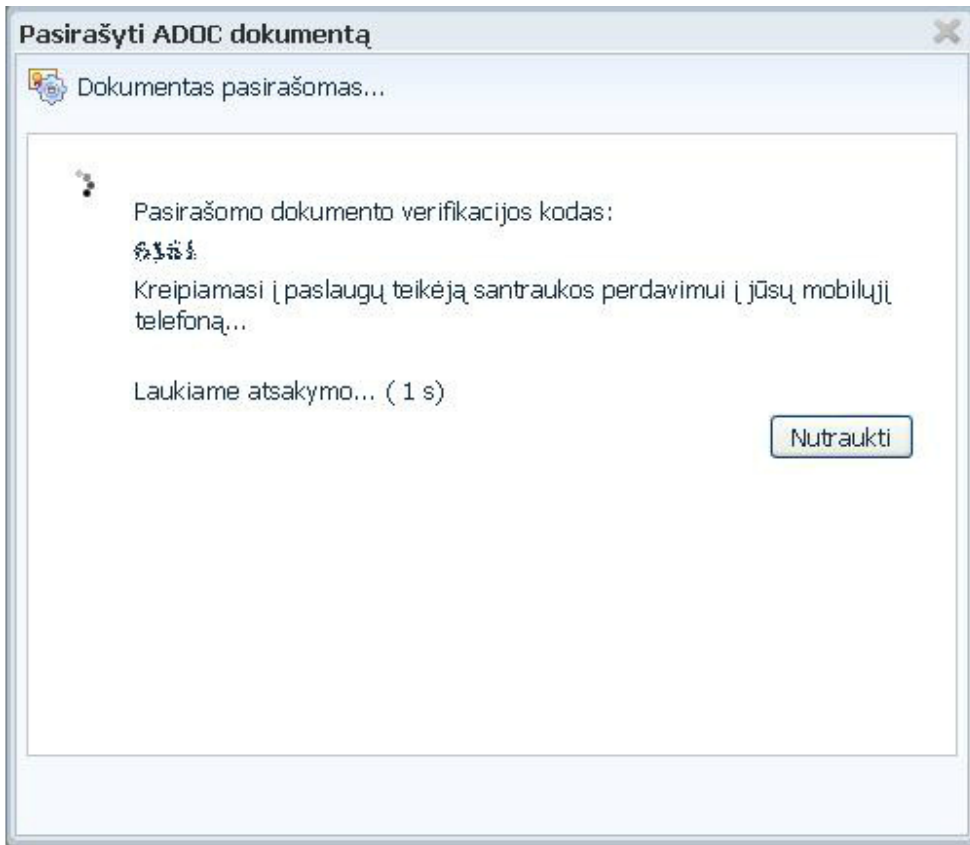 Pasirašyti ADOC dokumentą
Dokumentas pasirašomas...
Pasirašomo dokumento verifikacijos kodas:
Kreipiamasi į paslaugų teikėją santraukos perdavimui į jūsų mobilųjį
telefoną...
Laukiame atsakymo... ( 1 s)
Nutraukti